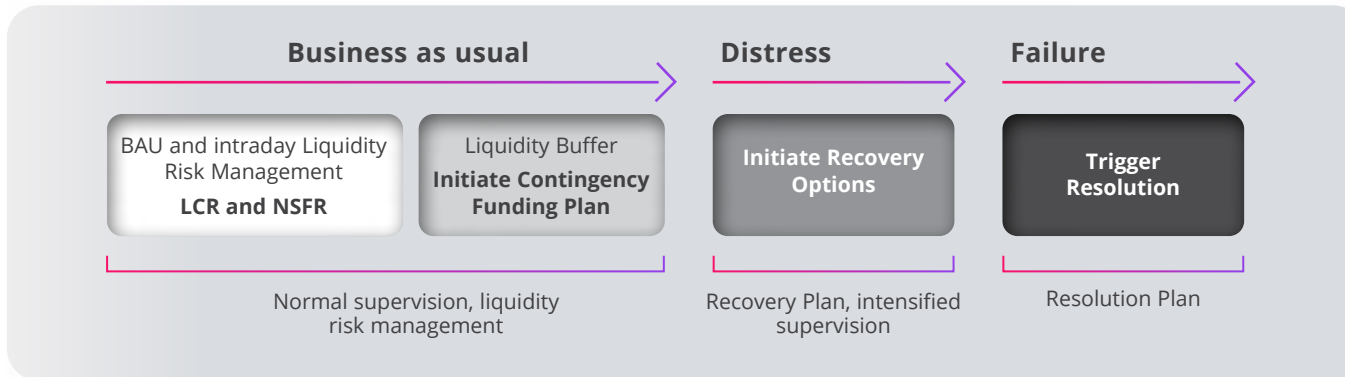 Business as usual
Distress
Failure
BAU and intraday Liquidity
Risk Management
LCR and NSFR
Liquidity Buffer
Initiate Contingency
Funding Plan
Initiate Recovery
Options
Trigger
Resolution
Normal supervision, liquidity
risk management
Recovery Plan, intensified
supervision
Resolution Plan